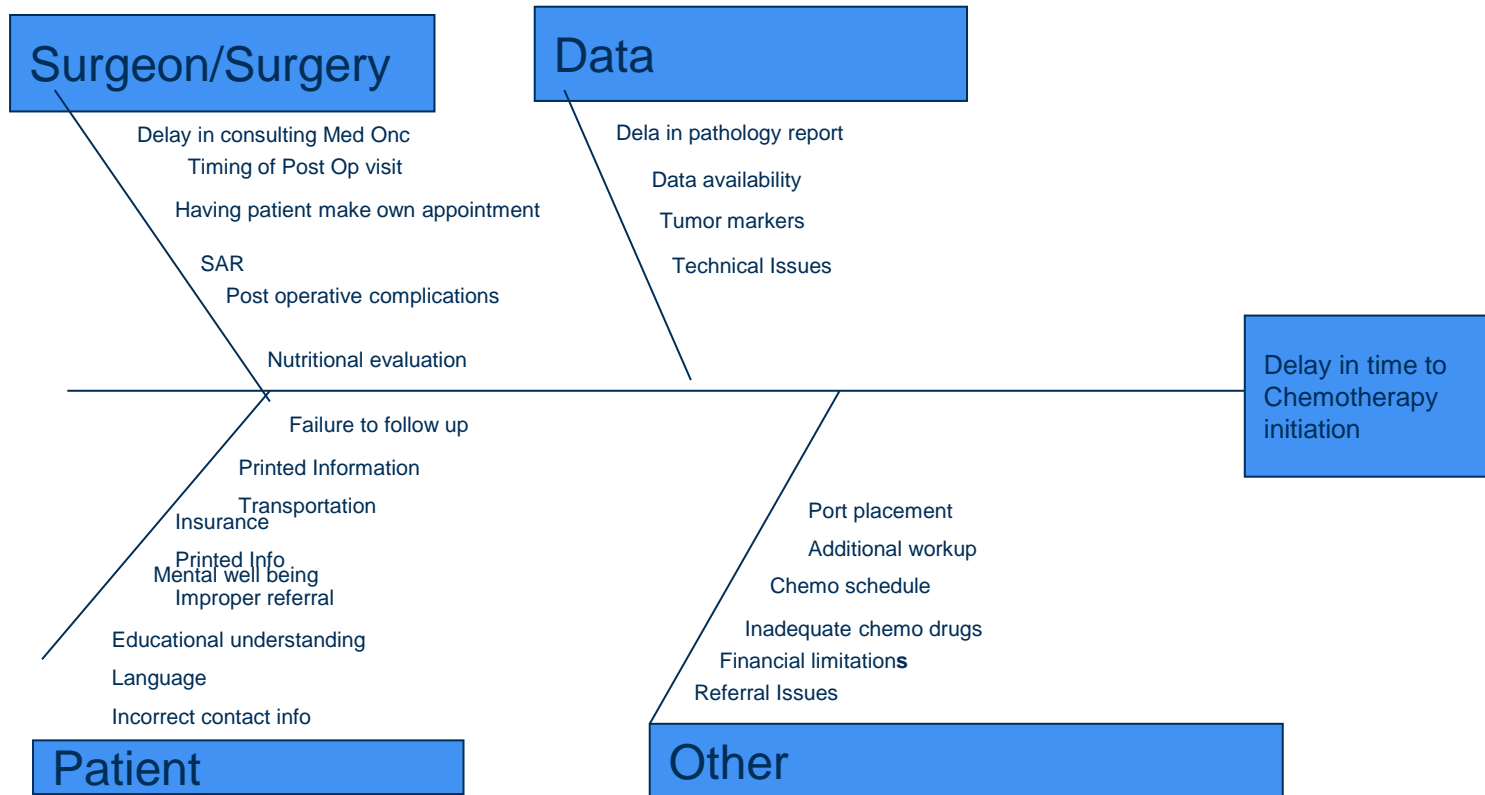 Surgeon/Surgery
Delay in consulting Med Onc
Timing of Post Op visit
Having patient make own appointment
SAR
Post operative complications
Nutritional evaluation
Data
Dela in pathology report
Data availability
Tumor markers
Technical Issues
Delay in time to
Chemotherapy
initiation
Failure to follow up
Printed Information
Transportation
Insurance
Printed Info
Mental well being
Improper referral
Educational understanding
Language
Incorrect contact info
Patient
Port placement
Additional workup
Chemo schedule
Inadequate chemo drugs
Financial limitations
Referral Issues
Other